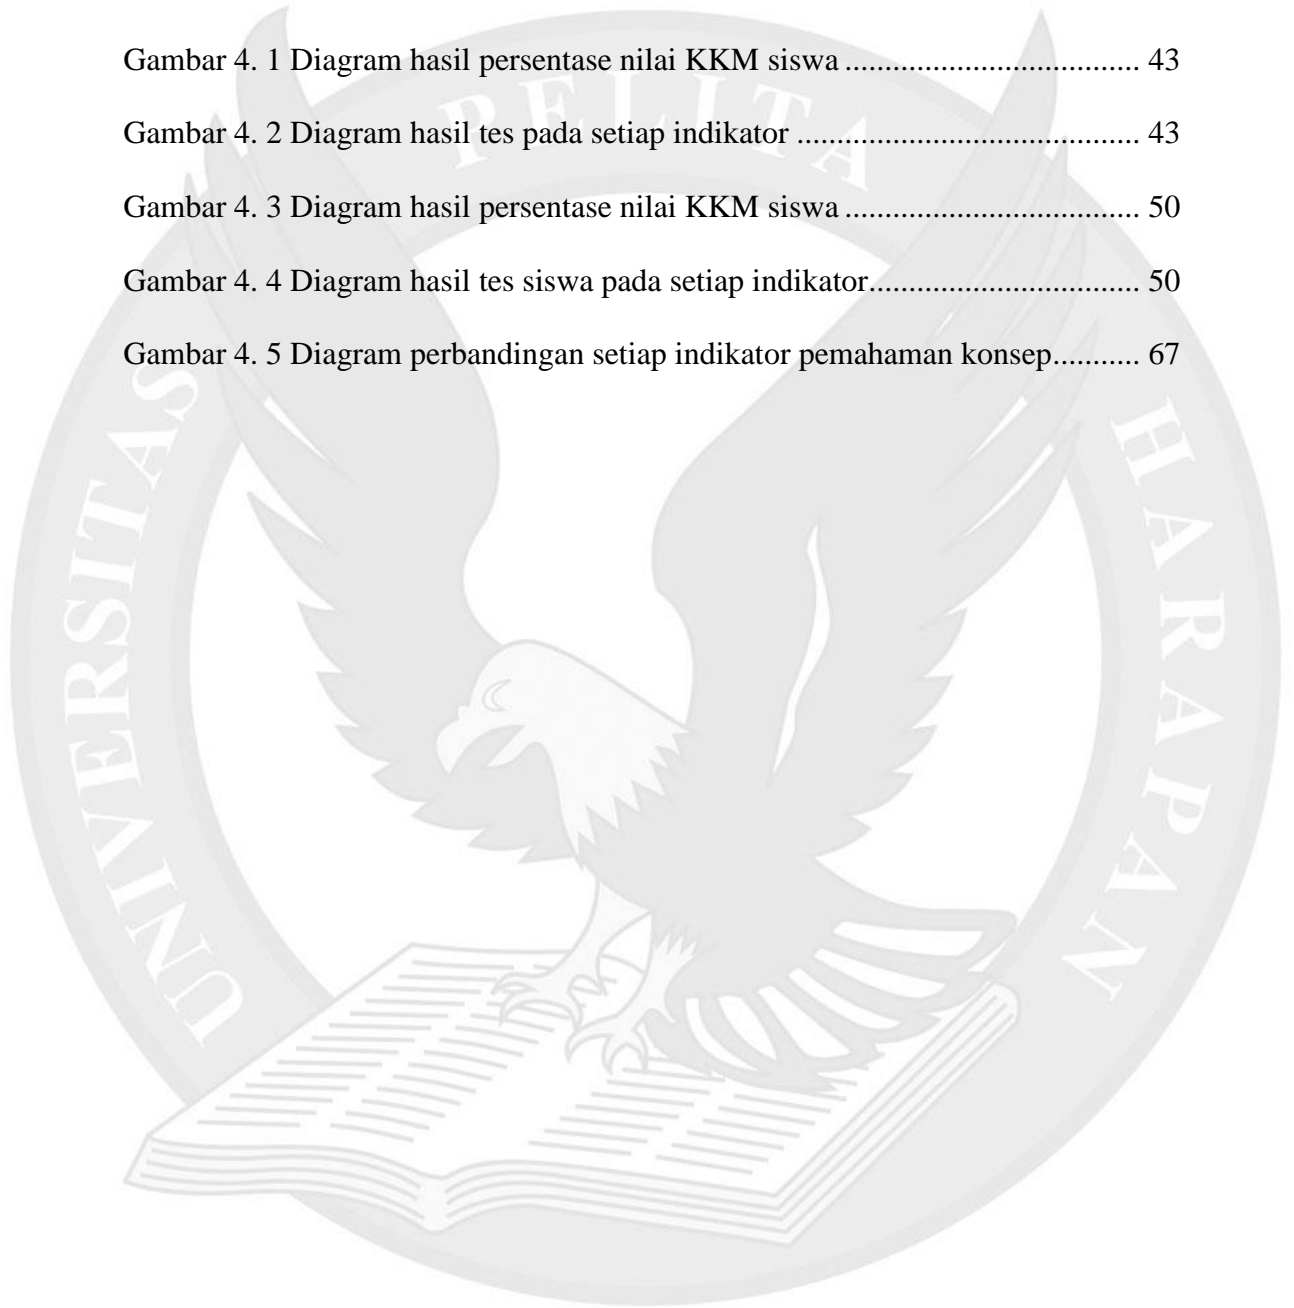 Gambar 4. 1 Diagram hasil persentase nilai KKM siswa ..................................... 43
Gambar 4. 2 Diagram hasil tes pada setiap indikator ........................................... 43
Gambar 4. 3 Diagram hasil persentase nilai KKM siswa ..................................... 50
Gambar 4. 4 Diagram hasil tes siswa pada setiap indikator.................................. 50
Gambar 4. 5 Diagram perbandingan setiap indikator pemahaman konsep........... 67
UNIVERSITAS PELITA HARAPAN